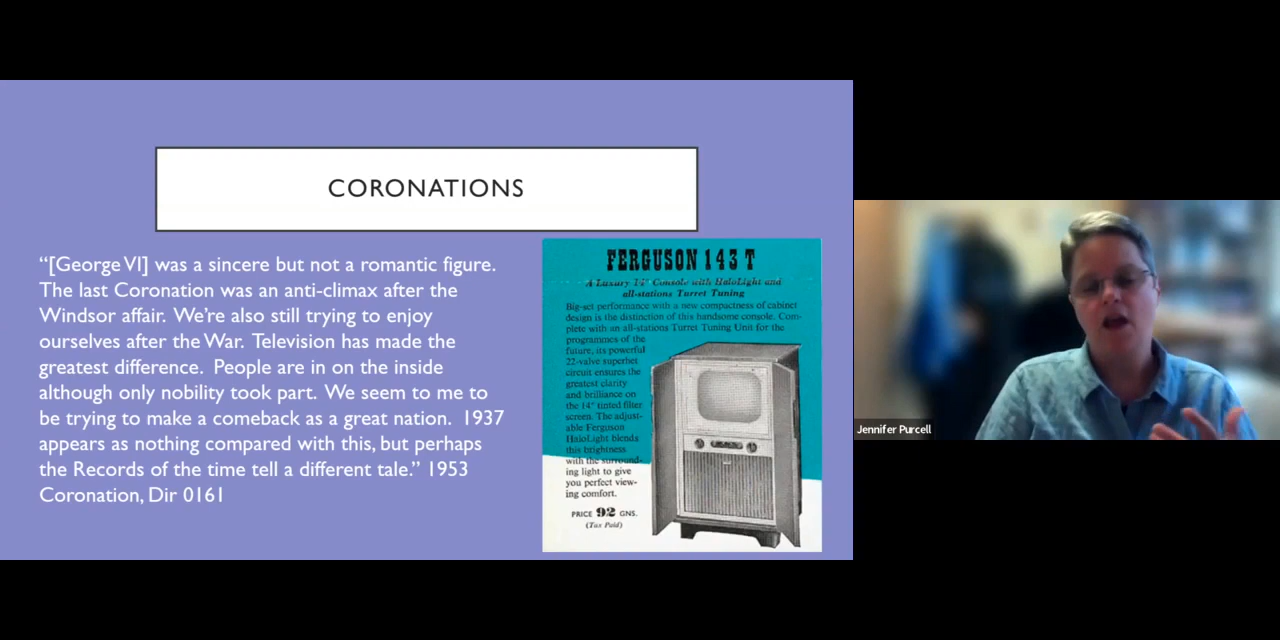 CORONATIONS
“[George VI] was a sincere but not a romantic figure.
The last Coronation was an anti-climax after the
Windsor affair. We’re also still trying to enjoy
ourselves after the War. Television has made the
greatest difference. People are in on the inside
although only nobility took part. We seem to me to
be trying to make a comeback as a great nation. 1937
appears as nothing compared with this, but perhaps
the Records of the time tell a different tale.” 1953
Coronation, Dir 0161
FERGUSON 143 T
A Luxury 14" Console with HaloLight and
all-stations Turret Tuning
Big-set performance with a new compactness of cabinet
design is the distinction of this handsome console. Com-
plete with an all-stations Turret Tuning Unit for the
programmes of the
future, its powerful
22-valve superhet
circuit ensures the
greatest clarity
and brilliance on
the 14" tinted filter
screen. The adjust-
able Ferguson
HaloLight blends
this brightness
with the surround-
ing light to give
you perfect view-
ing comfort.
PRICE 92 GNS.
(Tax Paid)
Jennifer Purcell